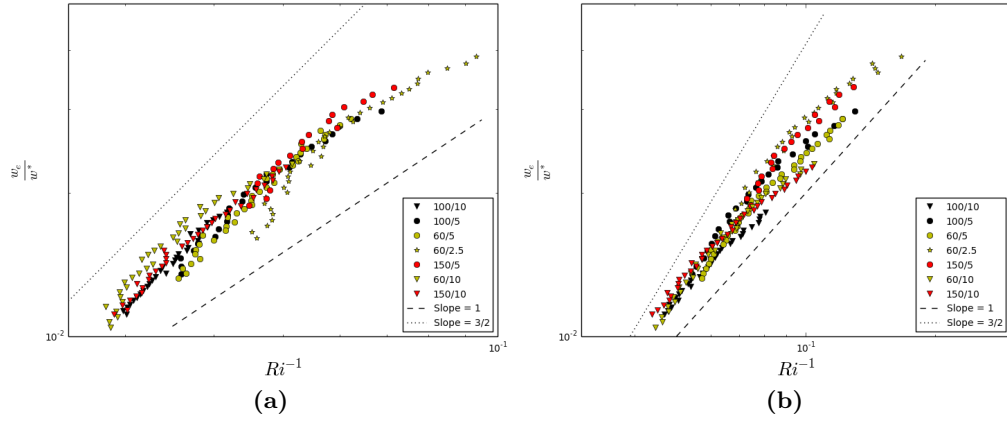 $\frac{w_e}{w^*}$
10^{-2}
100/10
100/5
60/5
60/2.5
150/5
60/10
150/10
Slope = 1
Slope = 3/2
10^{-1}
Ri^{-1}
(a)
$\frac{w_e}{w^*}$
10^{-2}
100/10
100/5
60/5
60/2.5
150/5
60/10
150/10
Slope = 1
Slope = 3/2
10^{-1}
Ri^{-1}
(b)